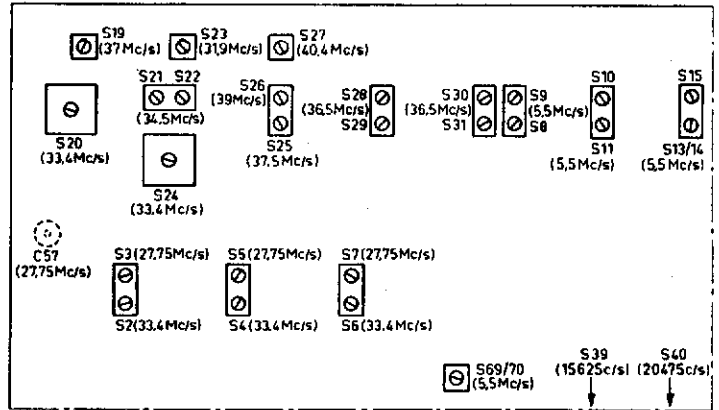 S19
(37Mc/s)
S23
(31,9Mc/s)
S27
(40,4Mc/s)
S21 S22
(34,5Mc/s)
S20
(33,4Mc/s)
S24
(33.4Mc/s)
S26
(39Mc/s)
S25
(37.5Mc/s)
S28
(36,5Mc/s)
S29
S30
(36,5Mc/s)
S31
S9
(5,5Mc/s)
S8
S10
S11
(5,5Mc/s)
S15
S13/14
(5,5Mc/s)
C57
(27,75Mc/s)
S3(27,75Mc/s)
S2(33.4Mc/s)
S5(27,75Mc/s)
S4(33.4Mc/s)
S7(27,75Mc/s)
S6(33.4Mc/s)
S69/70
(5,5Mc/s)
S39
(15625c/s)
S40
(20475c/s)